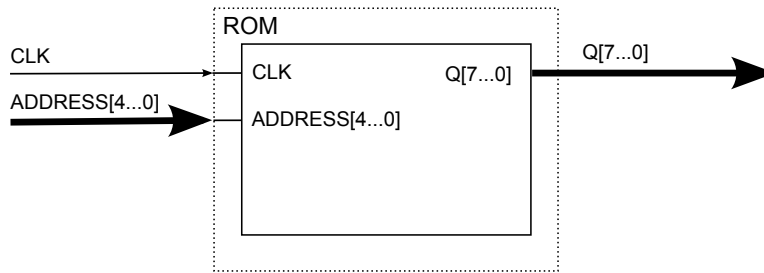 ROM
CLK
CLK
Q[7...0]
Q[7...0]
ADDRESS[4...0]
ADDRESS[4...0]